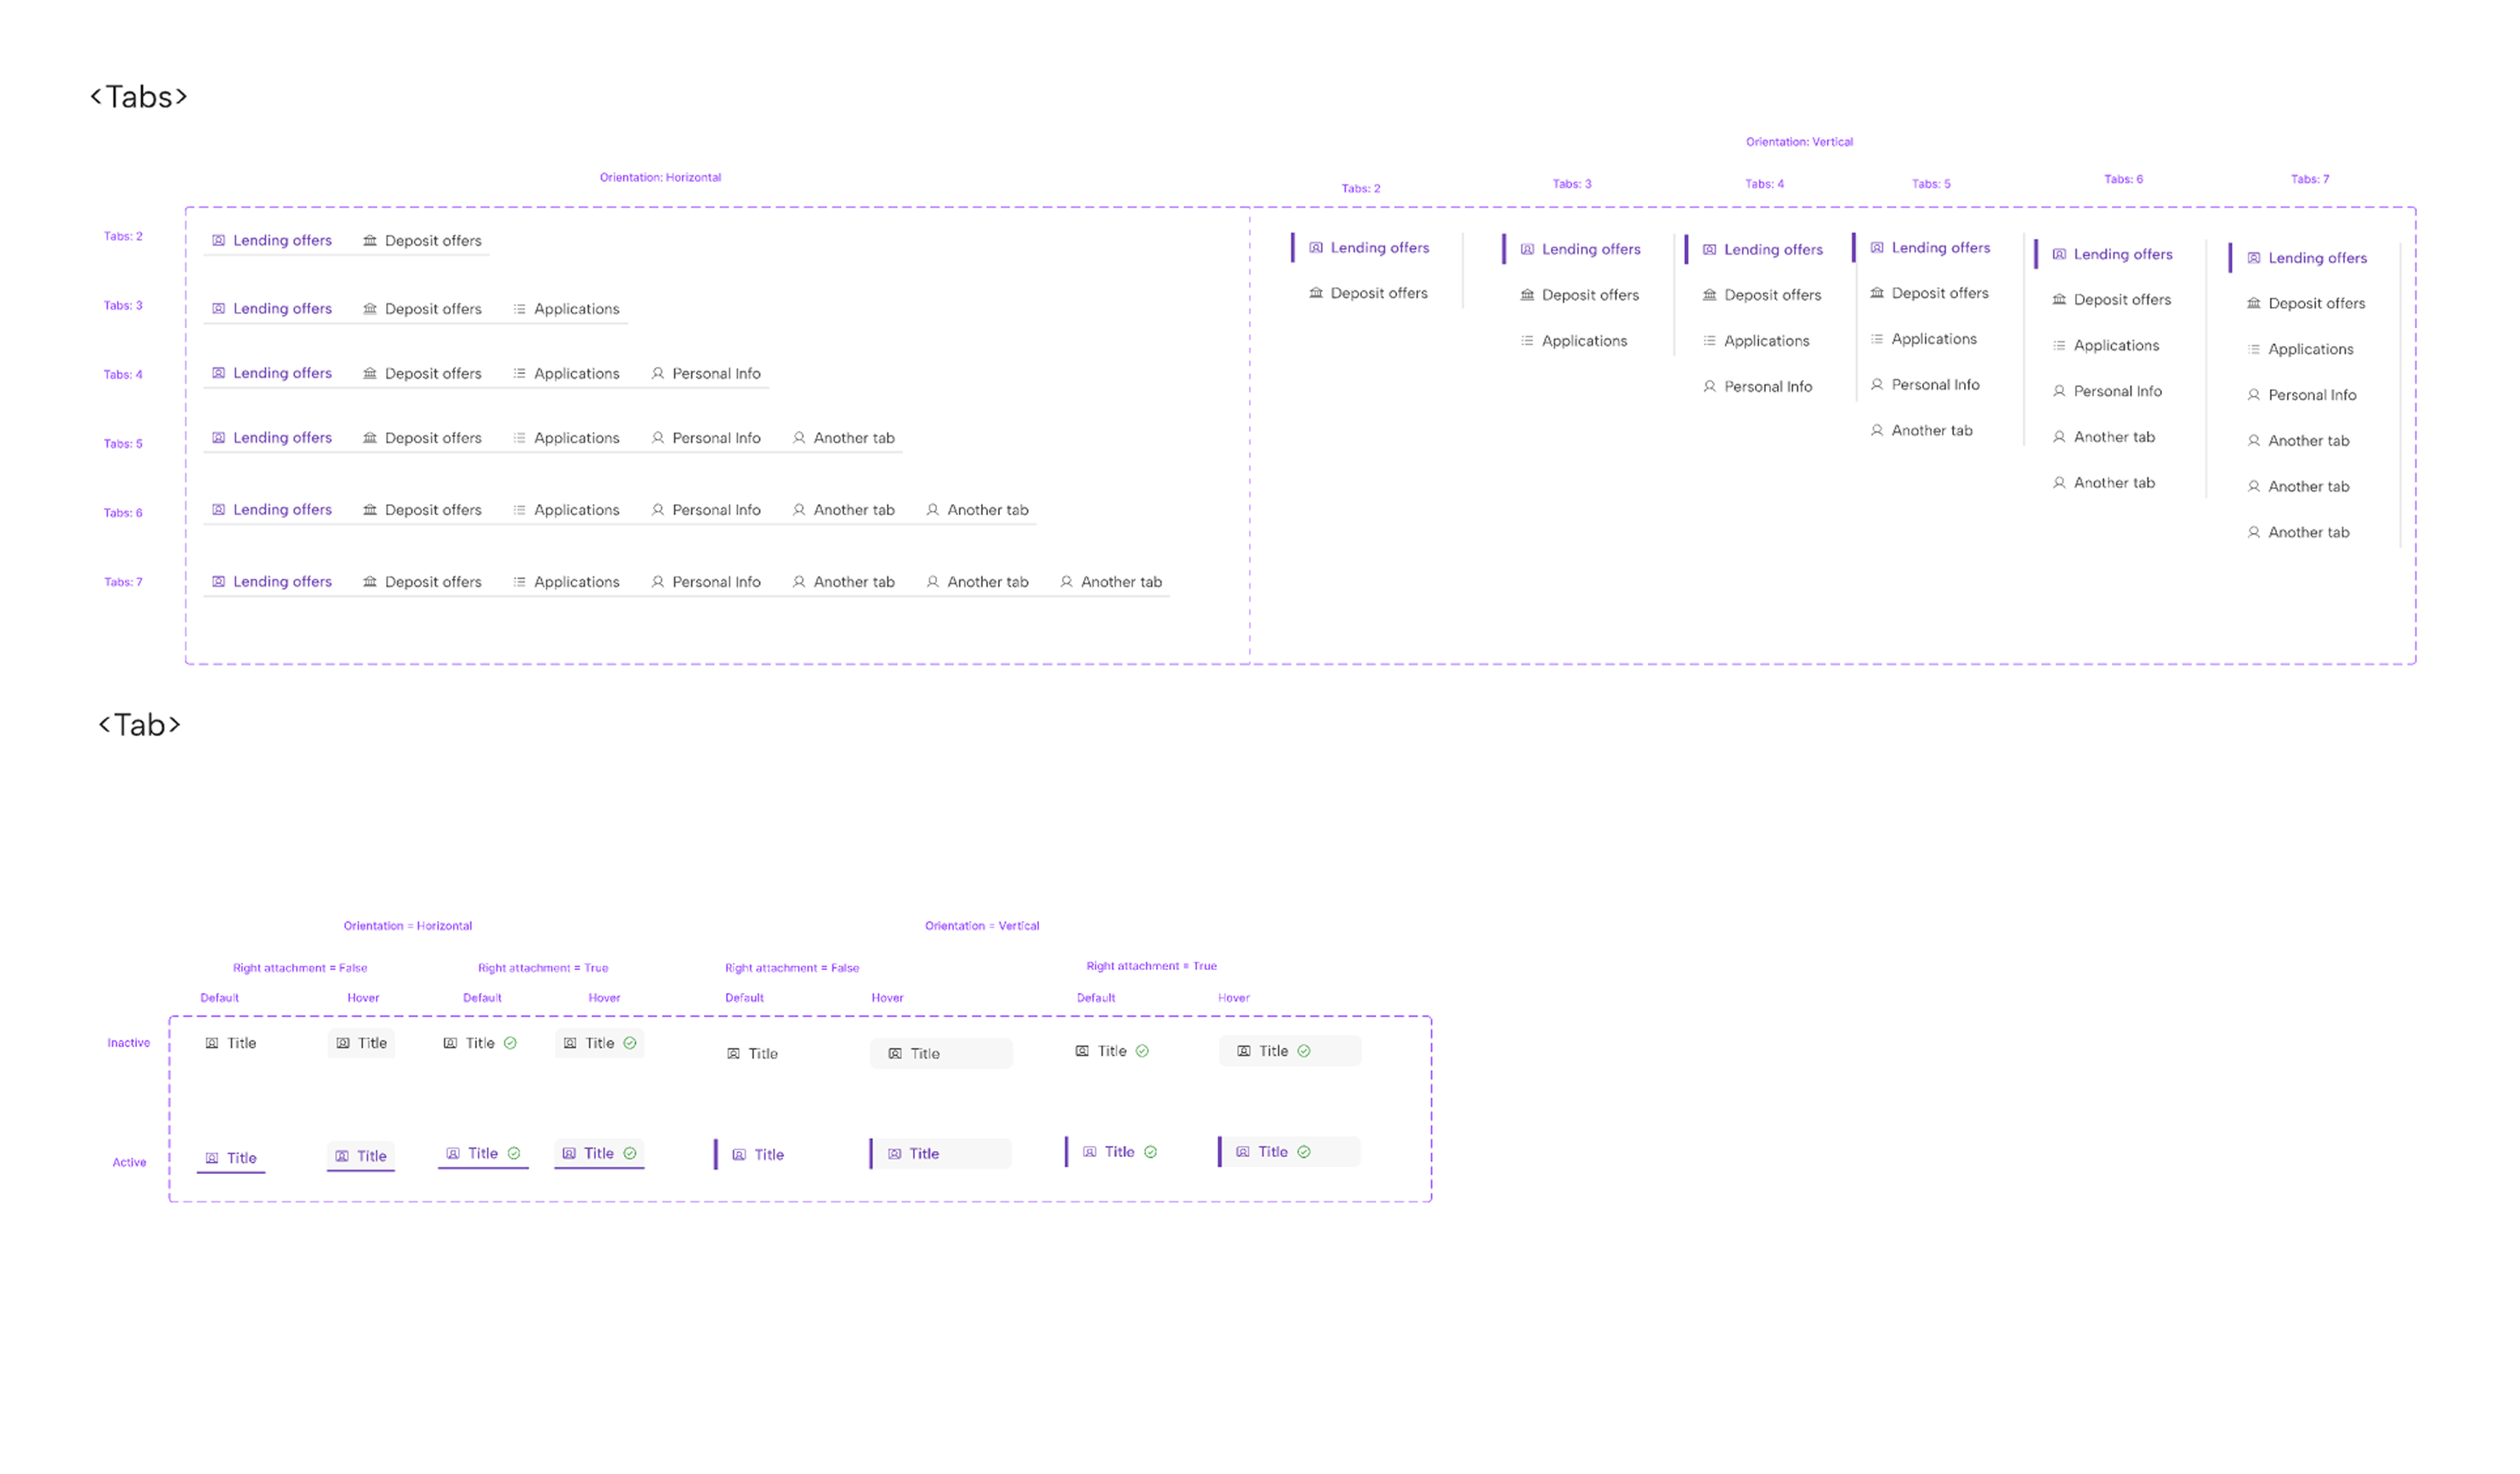 <Tabs>
Orientation: Horizontal
Tabs: 2
Lending offers Deposit offers
Tabs: 3
Lending offers Deposit offers Applications
Tabs: 4
Lending offers Deposit offers Applications Personal Info
Tabs: 5
Lending offers Deposit offers Applications Personal Info Another tab
Tabs: 6
Lending offers Deposit offers Applications Personal Info Another tab Another tab
Tabs: 7
Lending offers Deposit offers Applications Personal Info Another tab Another tab Another tab
Orientation: Vertical
Tabs: 2
Lending offers
Deposit offers
Tabs: 3
Lending offers
Deposit offers
Applications
Tabs: 4
Lending offers
Deposit offers
Applications
Personal Info
Tabs: 5
Lending offers
Deposit offers
Applications
Personal Info
Another tab
Tabs: 6
Lending offers
Deposit offers
Applications
Personal Info
Another tab
Another tab
Tabs: 7
Lending offers
Deposit offers
Applications
Personal Info
Another tab
Another tab
Another tab
<Tab>
Orientation = Horizontal Orientation = Vertical
Right attachment = False Right attachment = True Right attachment = False Right attachment = True
Default Hover Default Hover Default Hover Default Hover
Inactive Title Title Title Title Title Title Title Title
Active Title Title Title Title Title Title Title Title